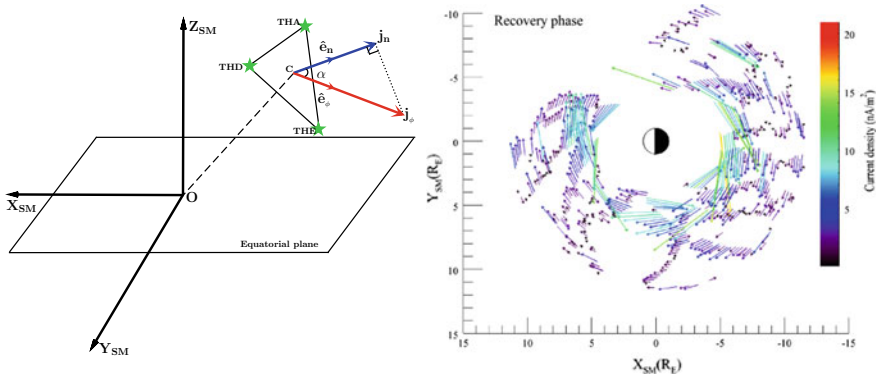 Z_SM
THA
j_n
ê_n
THD
C
α
ê_φ
j_φ
THE
X_SM
O
Equatorial plane
Y_SM
Recovery phase
-10
-5
0
5
10
15
Y_SM(R_E)
15
10
5
0
-5
-10
-15
X_SM(R_E)
20
15
10
5
Current density (nA/m²)